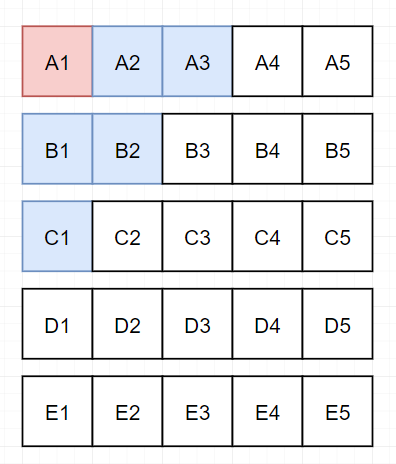 A1 A2 A3 A4 A5
B1 B2 B3 B4 B5
C1 C2 C3 C4 C5
D1 D2 D3 D4 D5
E1 E2 E3 E4 E5